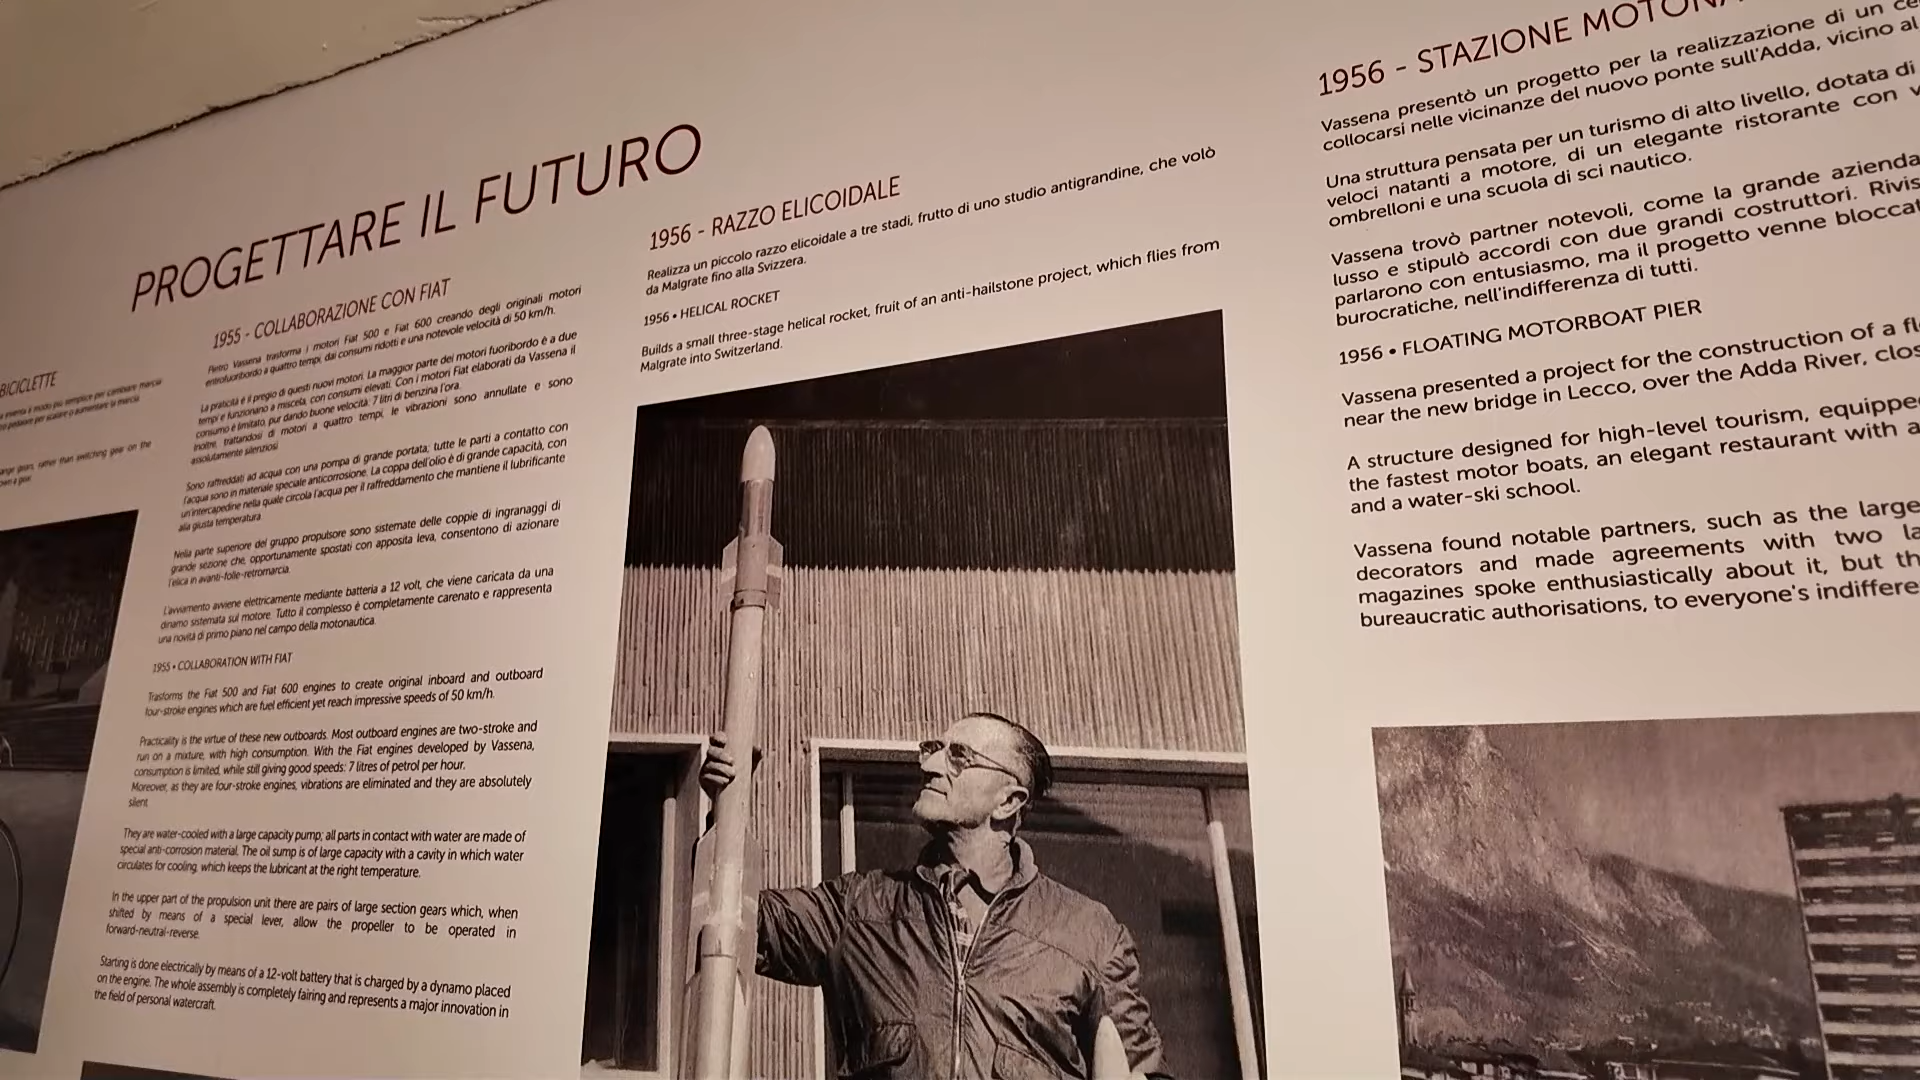 PROGETTARE IL FUTURO
BICICLETTE
1955 - COLLABORAZIONE CON FIAT
Pietro Vassena trasforma i motori Fiat 500 e Fiat 600 creando degli originali motori
entrofuoribordo a quattro tempi, dai consumi ridotti e una notevole velocità di 50 km/h.
La praticità è il pregio di questi nuovi motori. La maggior parte dei motori fuoribordo è a due
tempi e funzionano a miscela, con consumi elevati. Con i motori Fiat elaborati da Vassena il
consumo è limitato, pur dando buone velocità: 7 litri di benzina l'ora.
Inoltre, trattandosi di motori a quattro tempi, le vibrazioni sono annullate e sono
assolutamente silenziosi.
Sono raffreddati ad acqua con una pompa di grande portata; tutte le parti a contatto con
l'acqua sono in materiale speciale anticorrosione. La coppa dell'olio è di grande capacità, con
un'intercapedine nella quale circola l'acqua per il raffreddamento che mantiene il lubrificante
alla giusta temperatura.
Nella parte superiore del gruppo propulsore sono sistemate delle coppie di ingranaggi di
grande sezione che, opportunamente spostati con apposita leva, consentono di azionare
l'elica in avanti-folle-retromarcia.
L'avviamento avviene elettricamente mediante batteria a 12 volt, che viene caricata da una
dinamo sistemata sul motore. Tutto il complesso è completamente carenato e rappresenta
una novità di primo piano nel campo della motonautica.
1955 • COLLABORATION WITH FIAT
Trasforms the Fiat 500 and Fiat 600 engines to create original inboard and outboard
four-stroke engines which are fuel efficient yet reach impressive speeds of 50 km/h.
Practicality is the virtue of these new outboards. Most outboard engines are two-stroke and
run on a mixture, with high consumption. With the Fiat engines developed by Vassena,
consumption is limited, while still giving good speeds: 7 litres of petrol per hour.
Moreover, as they are four-stroke engines, vibrations are eliminated and they are absolutely
silent.
They are water-cooled with a large capacity pump; all parts in contact with water are made of
special anti-corrosion material. The oil sump is of large capacity with a cavity in which water
circulates for cooling, which keeps the lubricant at the right temperature.
In the upper part of the propulsion unit there are pairs of large section gears which, when
shifted by means of a special lever, allow the propeller to be operated in
forward-neutral-reverse.
Starting is done electrically by means of a 12-volt battery that is charged by a dynamo placed
on the engine. The whole assembly is completely fairing and represents a major innovation in
the field of personal watercraft.
1956 - RAZZO ELICOIDALE
Realizza un piccolo razzo elicoidale a tre stadi, frutto di uno studio antigrandine, che volò
da Malgrate fino alla Svizzera.
1956 • HELICAL ROCKET
Builds a small three-stage helical rocket, fruit of an anti-hailstone project, which flies from
Malgrate into Switzerland.
1956 - STAZIONE
Vassena presentò un progetto per la realizzazione di un
collocarsi nelle vicinanze del nuovo ponte sull'Adda, vicino al
Una struttura pensata per un turismo di alto livello, dotata di
veloci natanti a motore, di un elegante ristorante con
ombrelloni e una scuola di sci nautico.
Vassena trovò partner notevoli, come la grande azienda
lusso e stipulò accordi con due grandi costruttori.
parlarono con entusiasmo, ma il progetto venne
burocratiche, nell'indifferenza di tutti.
1956 • FLOATING MOTORBOAT PIER
Vassena presented a project for the construction of a
near the new bridge in Lecco, over the Adda River,
A structure designed for high-level tourism, equipped
the fastest motor boats, an elegant restaurant with a
and a water-ski school.
Vassena found notable partners, such as the large
decorators and made agreements with two
magazines spoke enthusiastically about it, but
bureaucratic authorisations, to everyone's